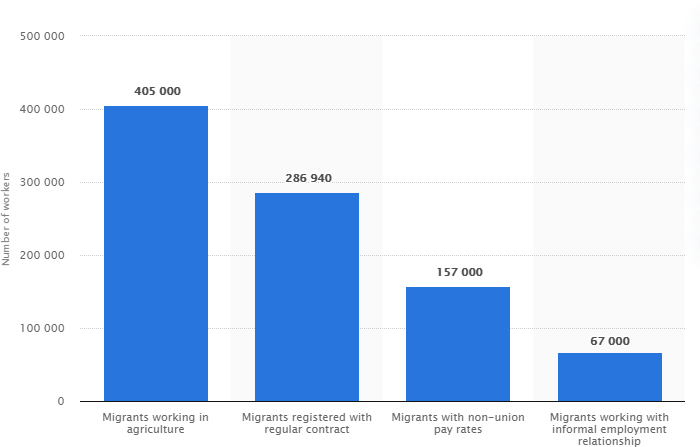 500 000
400 000
300 000
200 000
100 000
0
Number of workers
405 000
286 940
157 000
67 000
Migrants working in
agriculture
Migrants registered with
regular contract
Migrants with non-union
pay rates
Migrants working with
informal employment
relationship